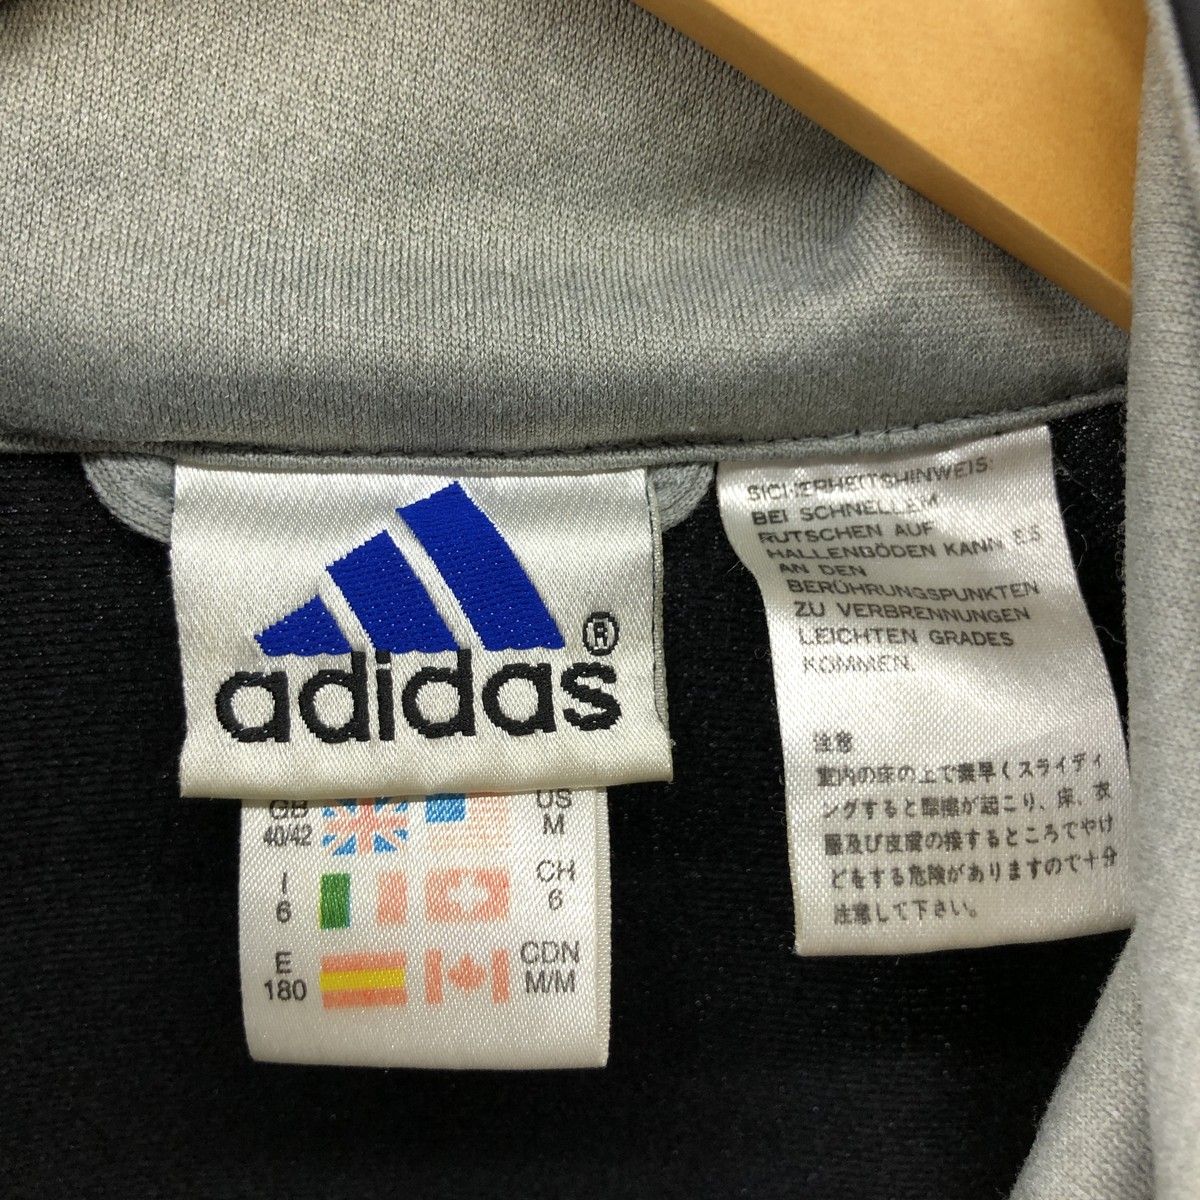 adidas®
GB
40/42
US
M
I
6
CH
6
E
180
CDN
M/M
SICHERHEITSHINWEIS:
BEI SCHNELLEM
RUTSCHEN AUF
HALLENBÖDEN KANN ES
AN DEN
BERÜHRUNGSPUNKTEN
ZU VERBRENNUNGEN
LEICHTEN GRADES
KOMMEN.
注意
室内の床の上で素早くスライディ
ングすると摩擦が起こり、床、衣
服及び皮膚の接するところでやけ
どをする危険がありますので十分
注意して下さい。